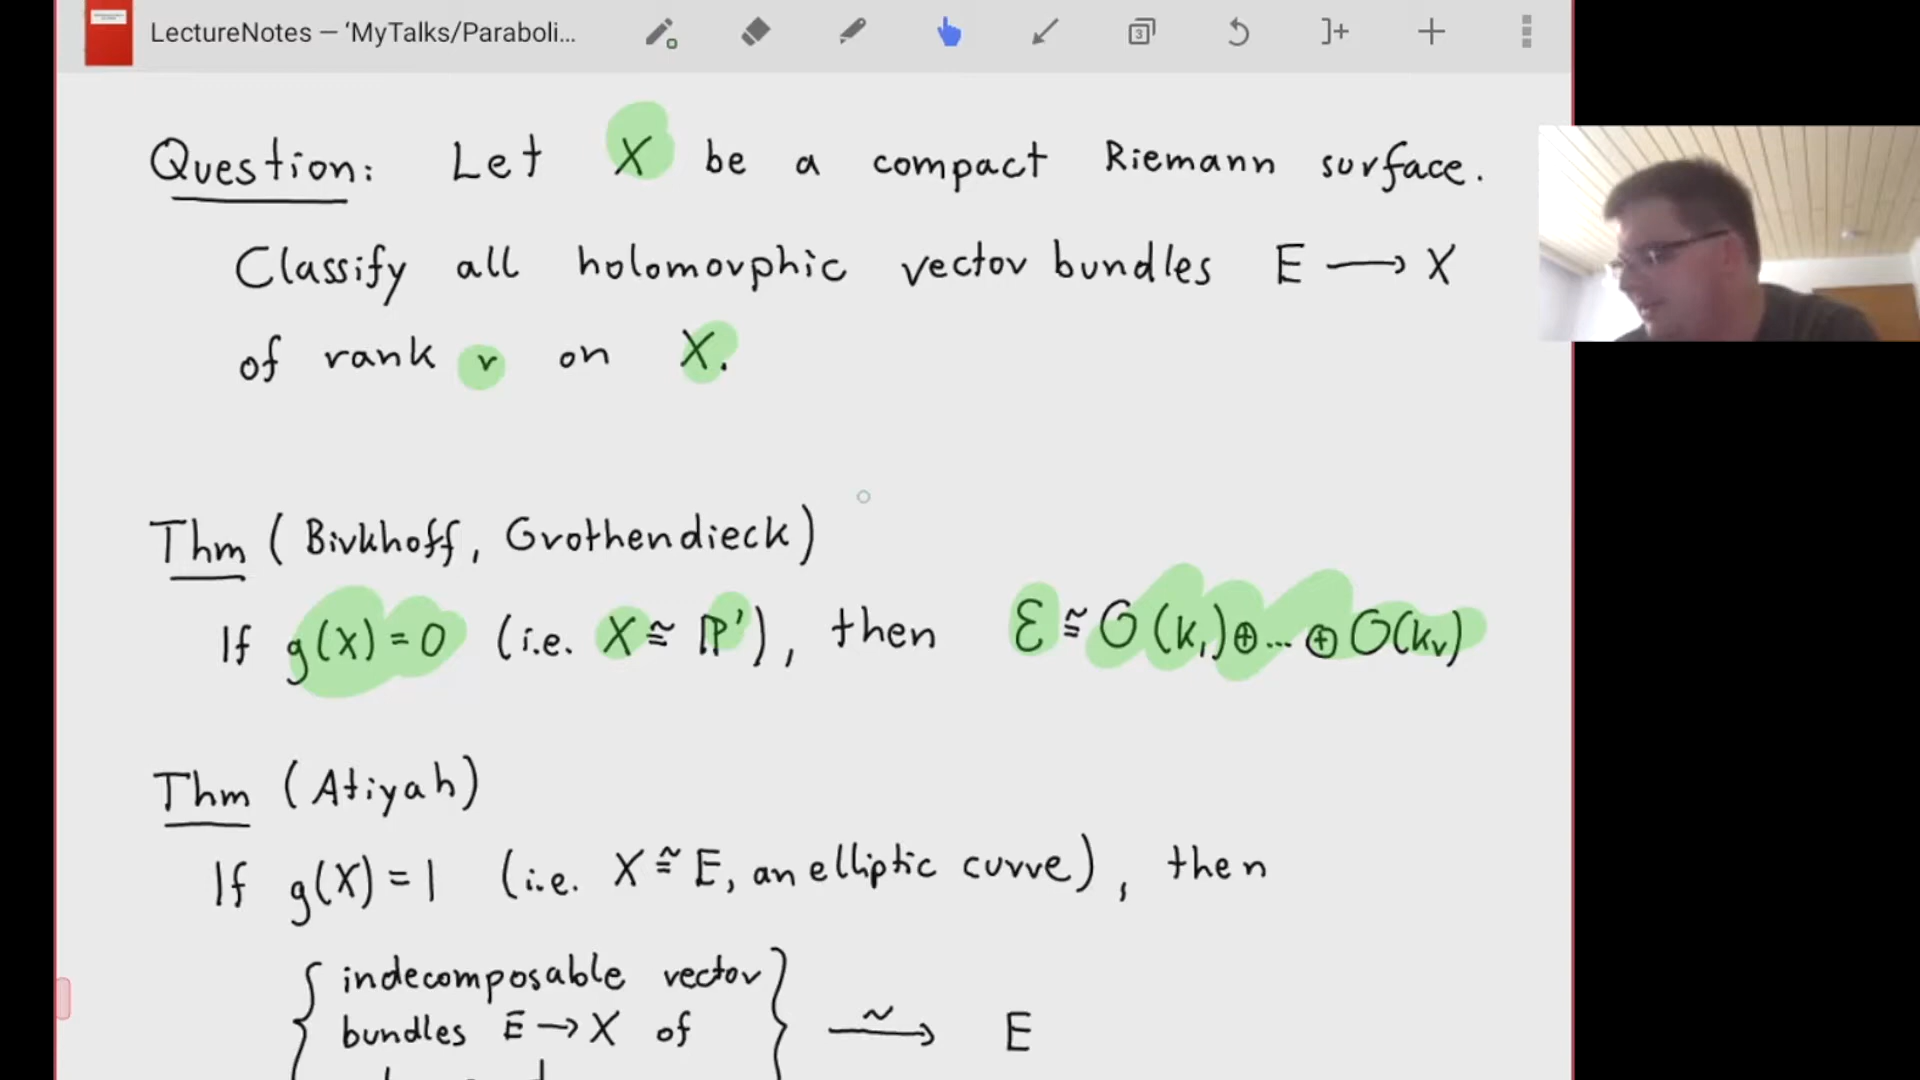 LectureNotes – ‘MyTalks/Paraboli...
3
Question: Let X be a compact Riemann surface.
Classify all holomorphic vector bundles E → X
of rank r on X.
Thm (Birkhoff, Grothendieck)
If g(X) = 0 (i.e. X ≅ ℙ¹), then Ɛ ≅ O(k₁) ⊕ ... ⊕ O(kᵣ)
Thm (Atiyah)
If g(X) = 1 (i.e. X ≅ E, an elliptic curve), then
{ indecomposable vector
bundles E → X of } ⥲ E